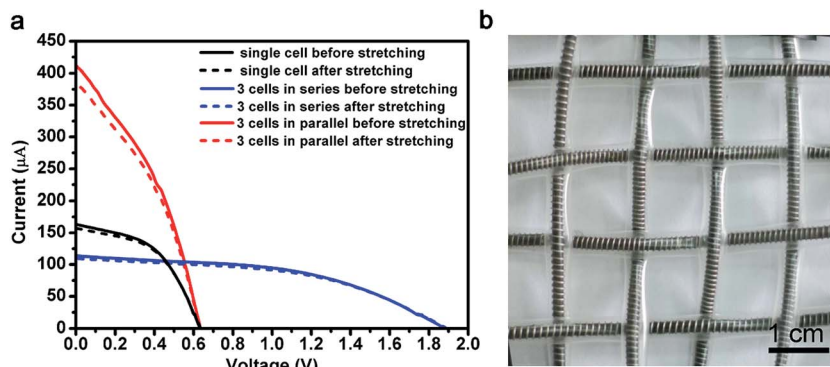 a
b
450
400
350
300
250
200
150
100
50
0
Current (μA)
single cell before stretching
single cell after stretching
3 cells in series before stretching
3 cells in series after stretching
3 cells in parallel before stretching
3 cells in parallel after stretching
0.0 0.2 0.4 0.6 0.8 1.0 1.2 1.4 1.6 1.8 2.0
Voltage (V)
1 cm